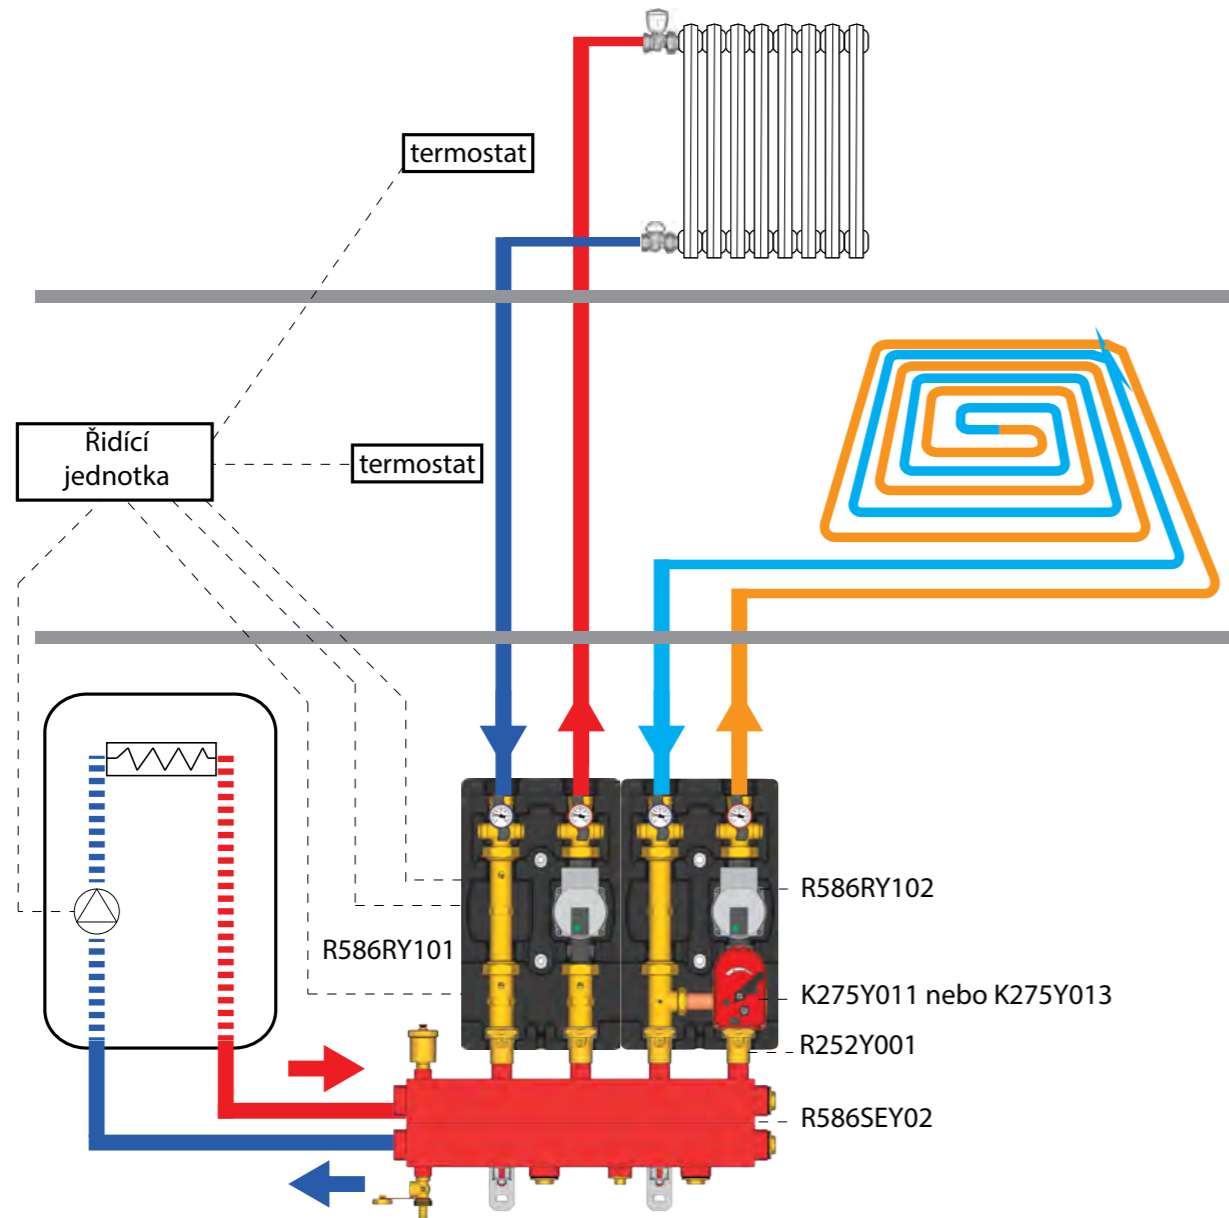 termostat
Řidící
jednotka
termostat
R586RY102
R586RY101
K275Y011 nebo K275Y013
R252Y001
R586SEY02